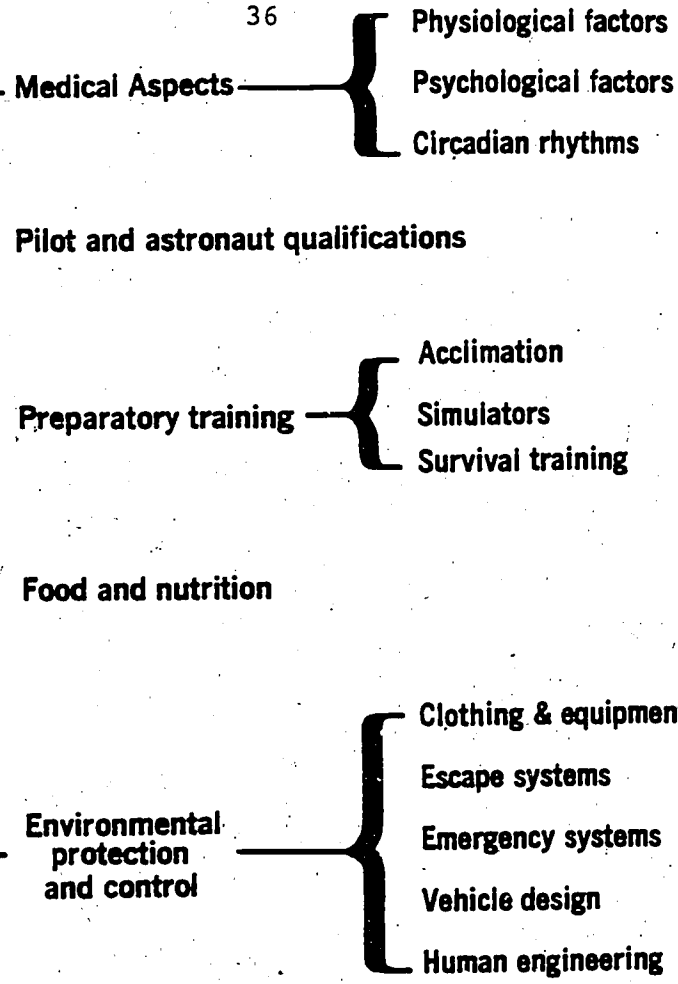 36
Physiological factors
Medical Aspects
Psychological factors
Circadian rhythms
Pilot and astronaut qualifications
Acclimation
Preparatory training
Simulators
Survival training
Food and nutrition
Clothing & equipmen
Escape systems
Environmental
protection
and control
Emergency systems
Vehicle design
Human engineering